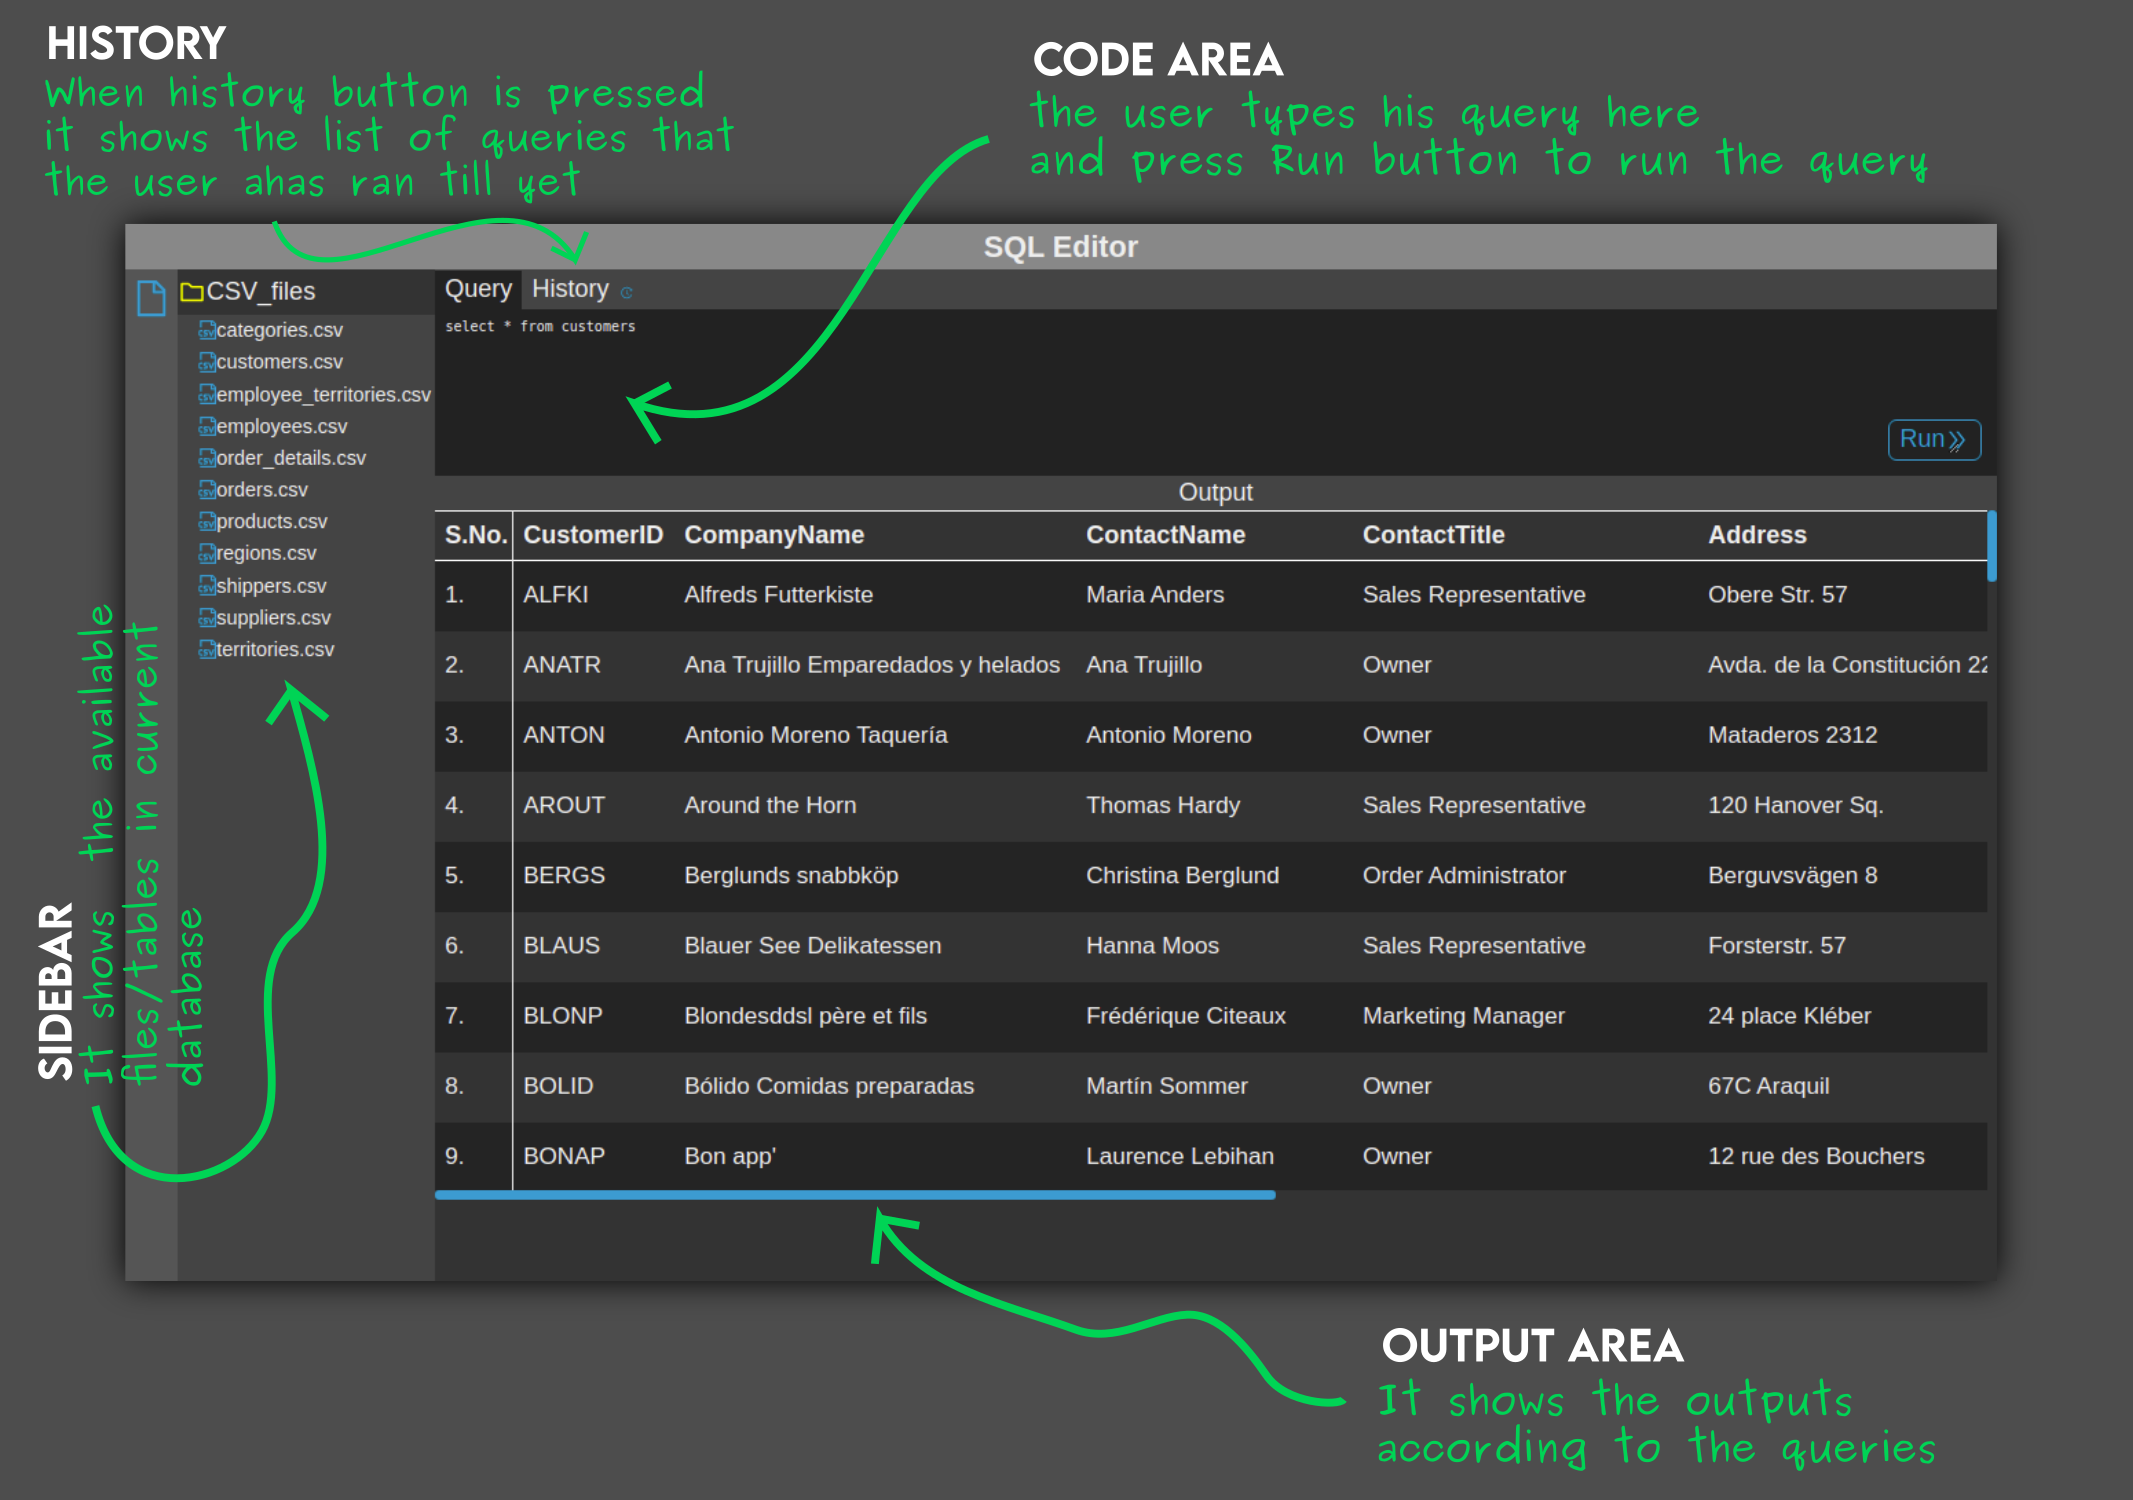 HISTORY
When history button is pressed
it shows the list of queries that
the user ahas ran till yet
CODE AREA
the user types his query here
and press Run button to run the query
SQL Editor
CSV_files
categories.csv
customers.csv
employee_territories.csv
employees.csv
order_details.csv
orders.csv
products.csv
regions.csv
shippers.csv
suppliers.csv
territories.csv
SIDEBAR
It shows the available
files/tables in current
database
Query History
select * from customers
Run
Output
S.No. CustomerID CompanyName ContactName ContactTitle Address
1. ALFKI Alfreds Futterkiste Maria Anders Sales Representative Obere Str. 57
2. ANATR Ana Trujillo Emparedados y helados Ana Trujillo Owner Avda. de la Constitución 22
3. ANTON Antonio Moreno Taquería Antonio Moreno Owner Mataderos 2312
4. AROUT Around the Horn Thomas Hardy Sales Representative 120 Hanover Sq.
5. BERGS Berglunds snabbköp Christina Berglund Order Administrator Berguvsvägen 8
6. BLAUS Blauer See Delikatessen Hanna Moos Sales Representative Forsterstr. 57
7. BLONP Blondesddsl père et fils Frédérique Citeaux Marketing Manager 24 place Kléber
8. BOLID Bólido Comidas preparadas Martín Sommer Owner 67C Araquil
9. BONAP Bon app' Laurence Lebihan Owner 12 rue des Bouchers
OUTPUT AREA
It shows the outputs
according to the queries